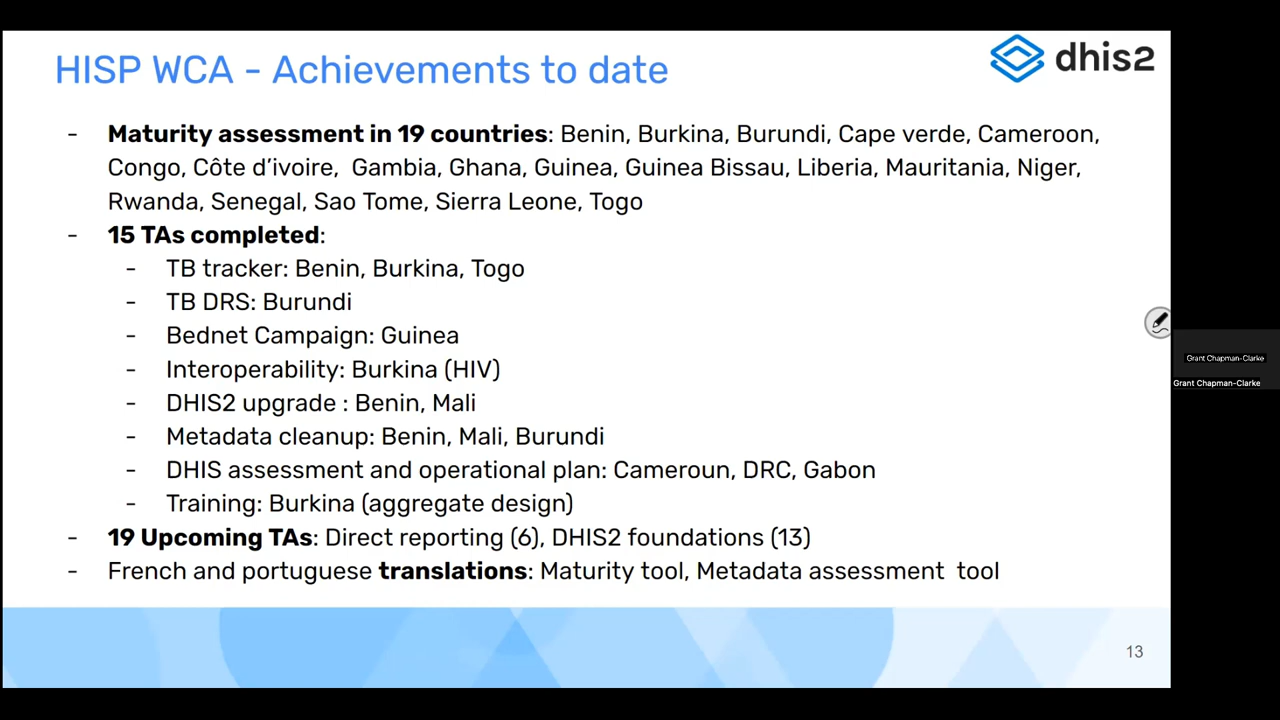 HISP WCA - Achievements to date
dhis2
- Maturity assessment in 19 countries: Benin, Burkina, Burundi, Cape verde, Cameroon,
Congo, Côte d’ivoire, Gambia, Ghana, Guinea, Guinea Bissau, Liberia, Mauritania, Niger,
Rwanda, Senegal, Sao Tome, Sierra Leone, Togo
- 15 TAs completed:
- TB tracker: Benin, Burkina, Togo
- TB DRS: Burundi
- Bednet Campaign: Guinea
- Interoperability: Burkina (HIV)
- DHIS2 upgrade : Benin, Mali
- Metadata cleanup: Benin, Mali, Burundi
- DHIS assessment and operational plan: Cameroun, DRC, Gabon
- Training: Burkina (aggregate design)
- 19 Upcoming TAs: Direct reporting (6), DHIS2 foundations (13)
- French and portuguese translations: Maturity tool, Metadata assessment tool
13
Grant Chapman-Clarke
Grant Chapman-Clarke